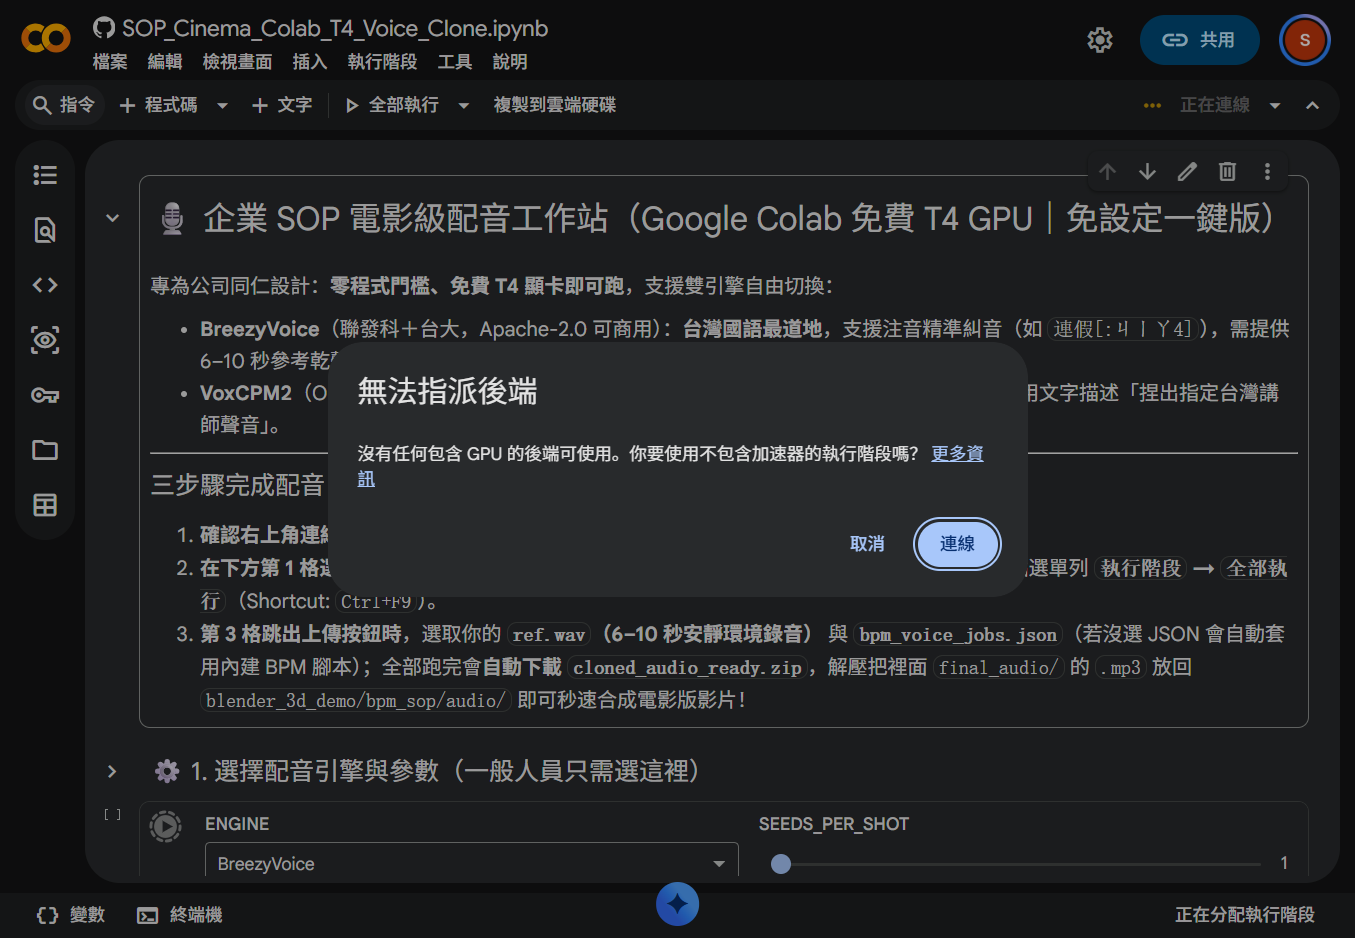 SOP_Cinema_Colab_T4_Voice_Clone.ipynb
共用
S
檔案 編輯 檢視畫面 插入 執行階段 工具 說明
指令 程式碼 文字 全部執行 複製到雲端硬碟 正在連線
企業 SOP 電影級配音工作站（Google Colab 免費 T4 GPU｜免設定一鍵版）
專為公司同仁設計：零程式門檻、免費 T4 顯卡即可跑，支援雙引擎自由切換：
• BreezyVoice（聯發科＋台大，Apache-2.0 可商用）：台灣國語最道地，支援注音精準糾音（如 連假[:ㄐㄧㄚ4]），需提供
6–10 秒參考乾
• VoxCPM2（O 用文字描述「捏出指定台灣講
師聲音」。
無法指派後端
沒有任何包含 GPU 的後端可使用。你要使用不包含加速器的執行階段嗎？ 更多資
訊
取消 連線
三步驟完成配音
1. 確認右上角連
2. 在下方第 1 格 選單列 執行階段 → 全部執
行 （Shortcut: Ctrl+F9）。
3. 第 3 格跳出上傳按鈕時，選取你的 ref.wav （6–10 秒安靜環境錄音） 與 bpm_voice_jobs.json （若沒選 JSON 會自動套
用內建 BPM 腳本）；全部跑完會自動下載 cloned_audio_ready.zip，解壓把裡面 final_audio/ 的 .mp3 放回
blender_3d_demo/bpm_sop/audio/ 即可秒速合成電影版影片！
1. 選擇配音引擎與參數（一般人員只需選這裡）
[ ]
ENGINE SEEDS_PER_SHOT
BreezyVoice 1
變數 終端機 正在分配執行階段